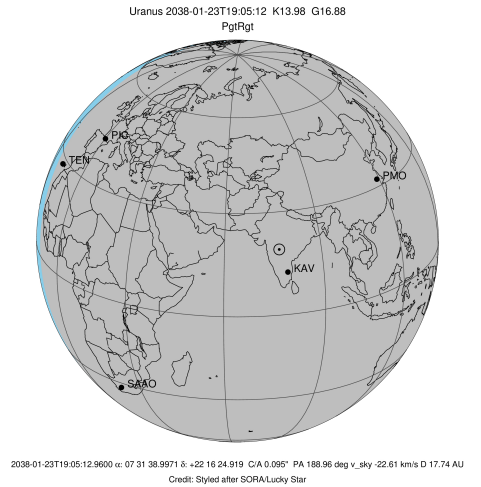 Uranus 2038-01-23T19:05:12 K13.98 G16.88
PgtRgt
PIC
TEN
PMO
KAV
SAAO
2038-01-23T19:05:12.9600 α: 07 31 38.9971 δ: +22 16 24.919 C/A 0.095" PA 188.96 deg v_sky -22.61 km/s D 17.74 AU
Credit: Styled after SORA/Lucky Star